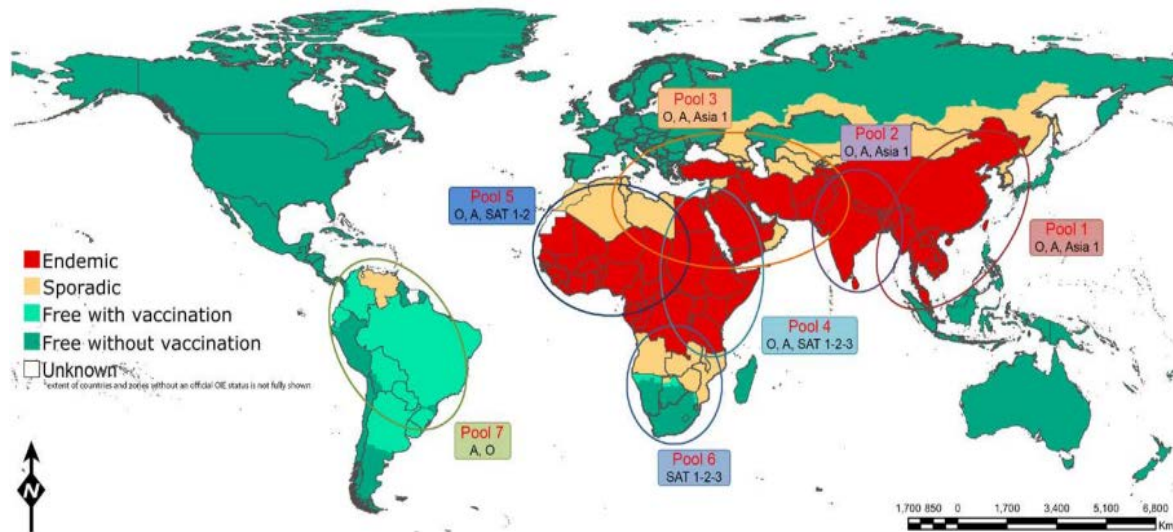 Pool 3
O, A, Asia 1
Pool 2
O, A, Asia 1
Pool 5
O, A, SAT 1-2
Pool 1
O, A, Asia 1
Endemic
Sporadic
Free with vaccination
Free without vaccination
Unknown
extent of countries and zones without an official OIE status is not fully shown
Pool 4
O, A, SAT 1-2-3
Pool 7
A, O
Pool 6
SAT 1-2-3
N
1,700 850 0 1,700 3,400 5,100 6,800
Km